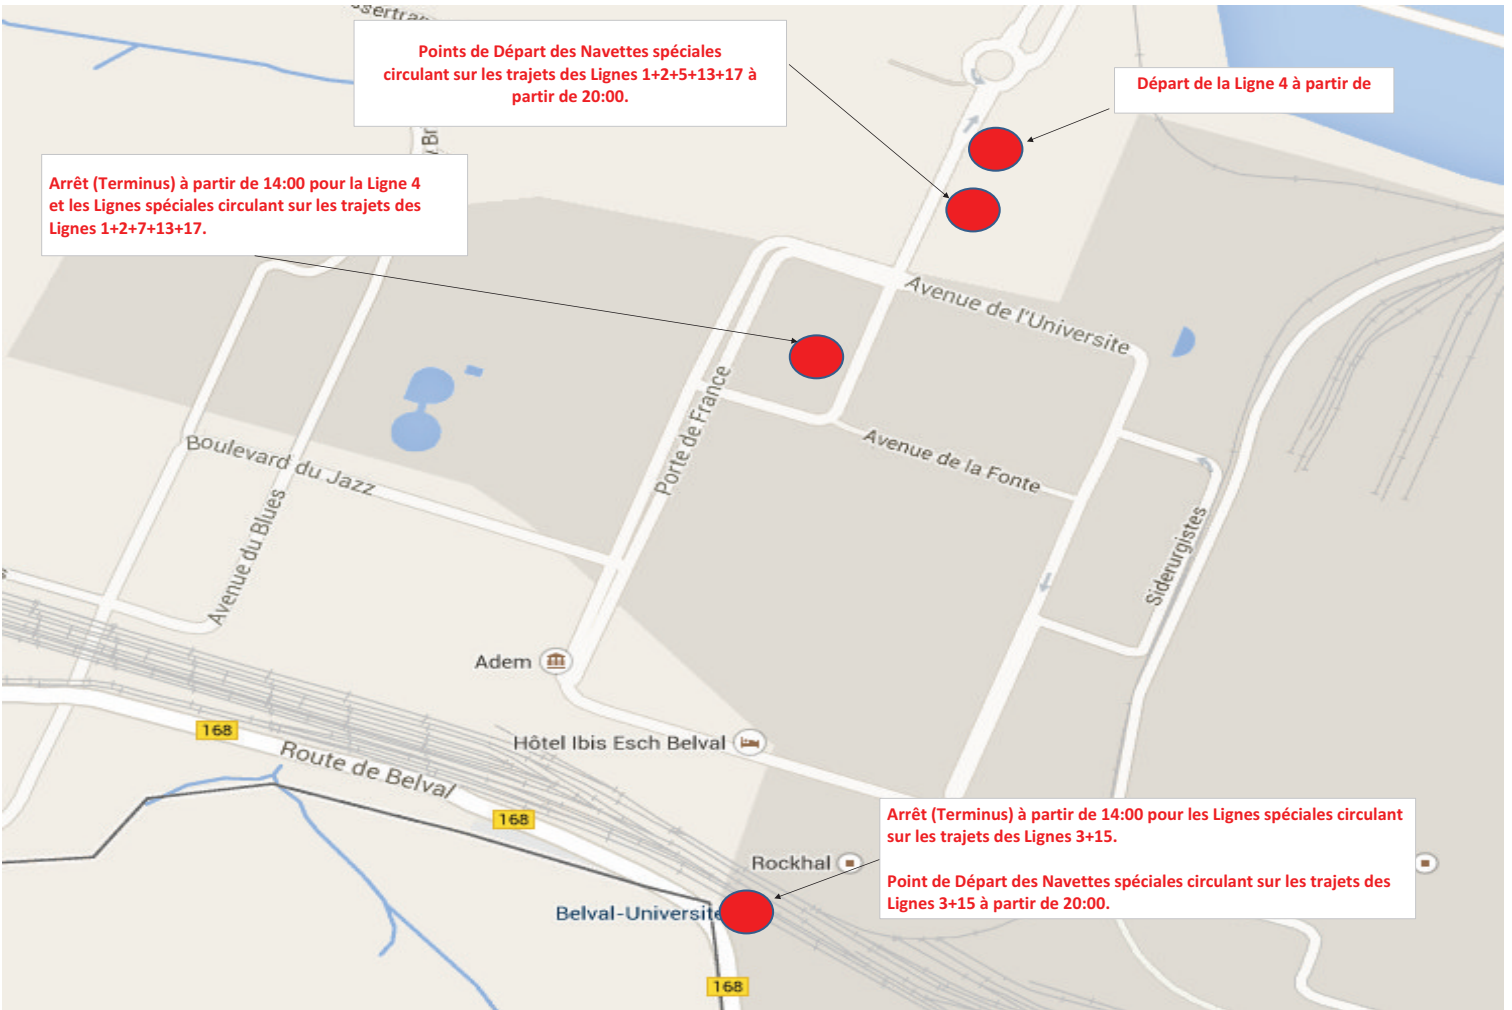 Points de Départ des Navettes spéciales
circulant sur les trajets des Lignes 1+2+5+13+17 à
partir de 20:00.
Départ de la Ligne 4 à partir de
Arrêt (Terminus) à partir de 14:00 pour la Ligne 4
et les Lignes spéciales circulant sur les trajets des
Lignes 1+2+7+13+17.
Avenue de l'Universite
Porte de France
Avenue de la Fonte
Boulevard du Jazz
Avenue du Blues
Siderurgistes
Adem
168
Hôtel Ibis Esch Belval
Route de Belval
168
Arrêt (Terminus) à partir de 14:00 pour les Lignes spéciales circulant
sur les trajets des Lignes 3+15.
Point de Départ des Navettes spéciales circulant sur les trajets des
Lignes 3+15 à partir de 20:00.
Rockhal
Belval-Universite
168